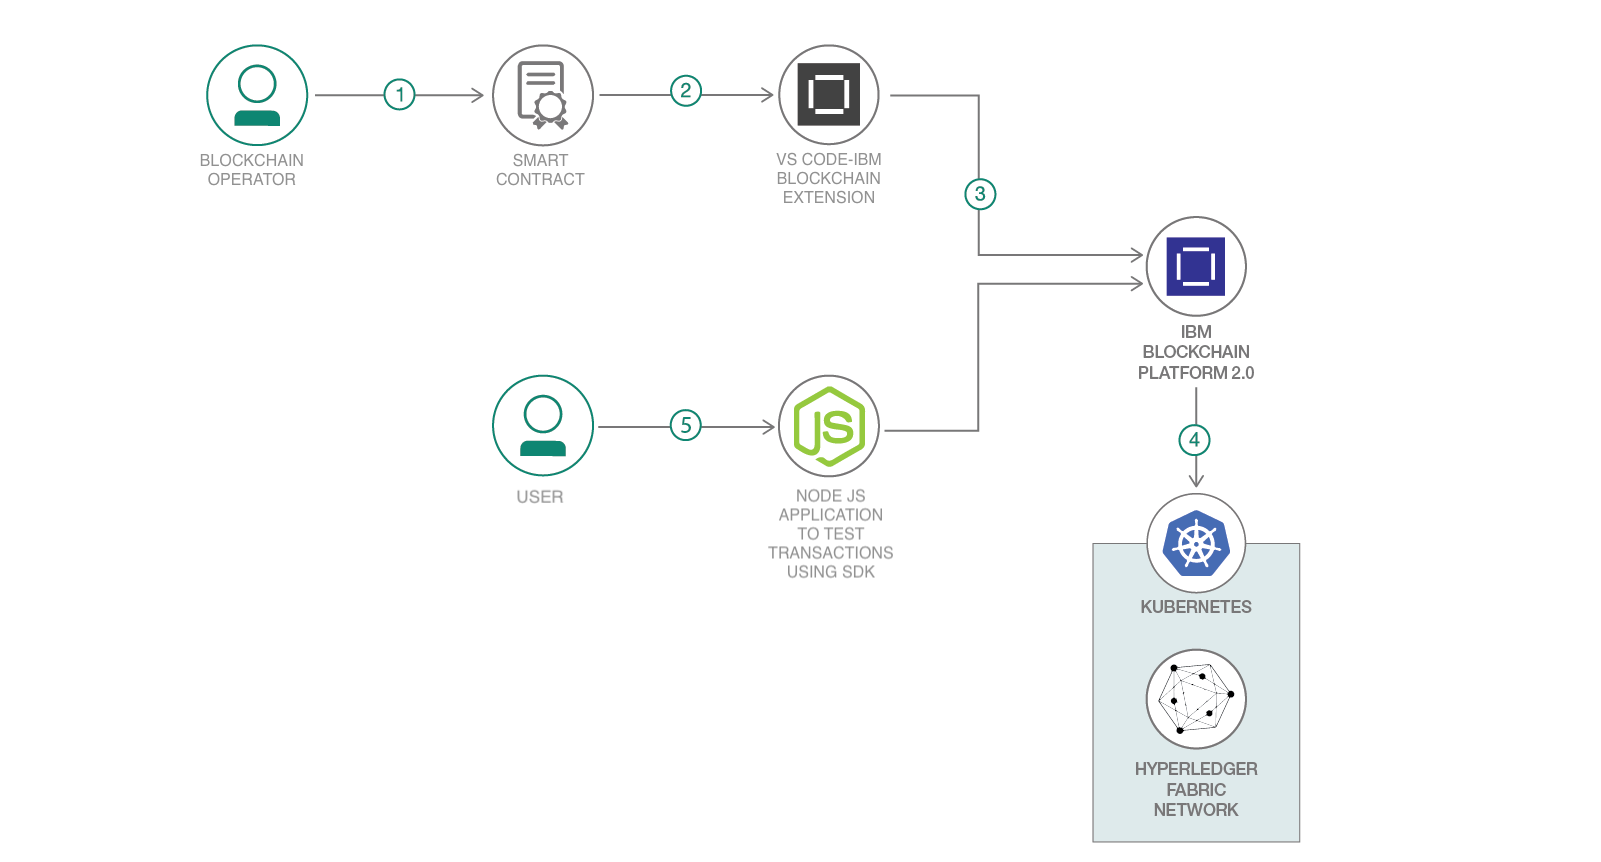 1
2
BLOCKCHAIN
OPERATOR
SMART
CONTRACT
VS CODE-IBM
BLOCKCHAIN
EXTENSION
3
IBM
BLOCKCHAIN
PLATFORM 2.0
4
5
JS
USER
NODE JS
APPLICATION
TO TEST
TRANSACTIONS
USING SDK
KUBERNETES
HYPERLEDGER
FABRIC
NETWORK